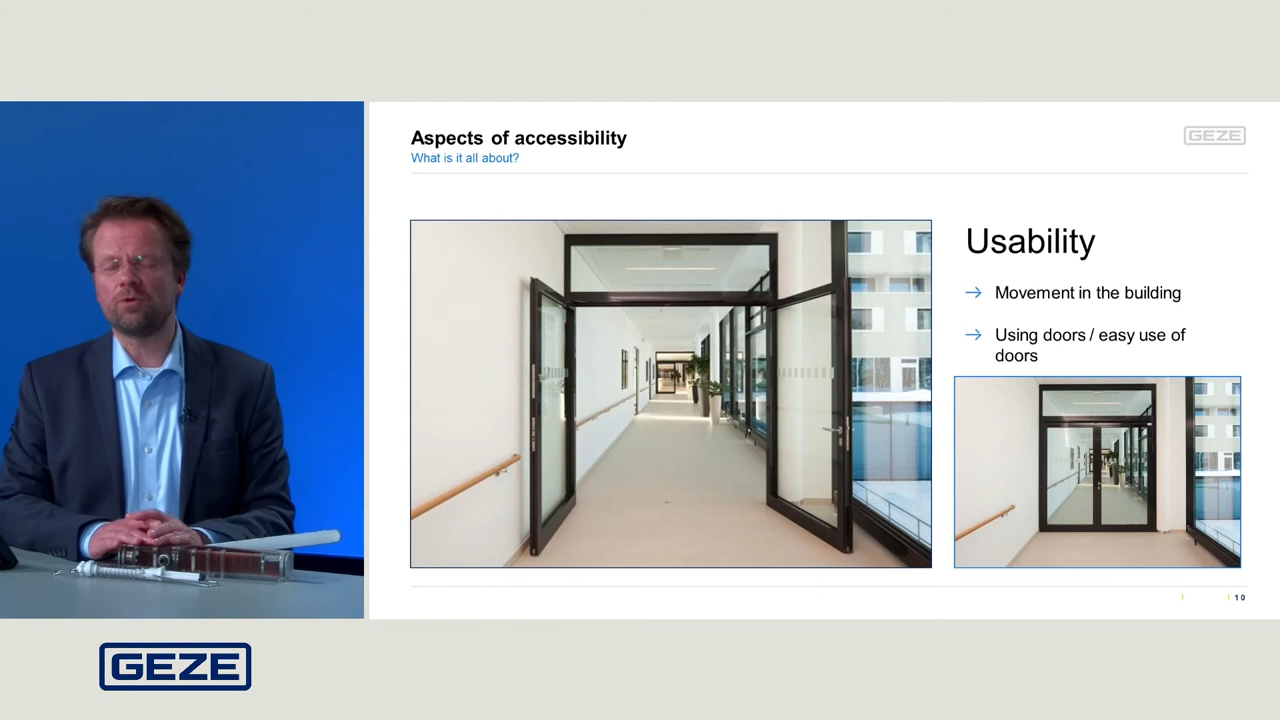 Aspects of accessibility
What is it all about?
GEZE
Usability
→ Movement in the building
→ Using doors / easy use of
doors
10
GEZE